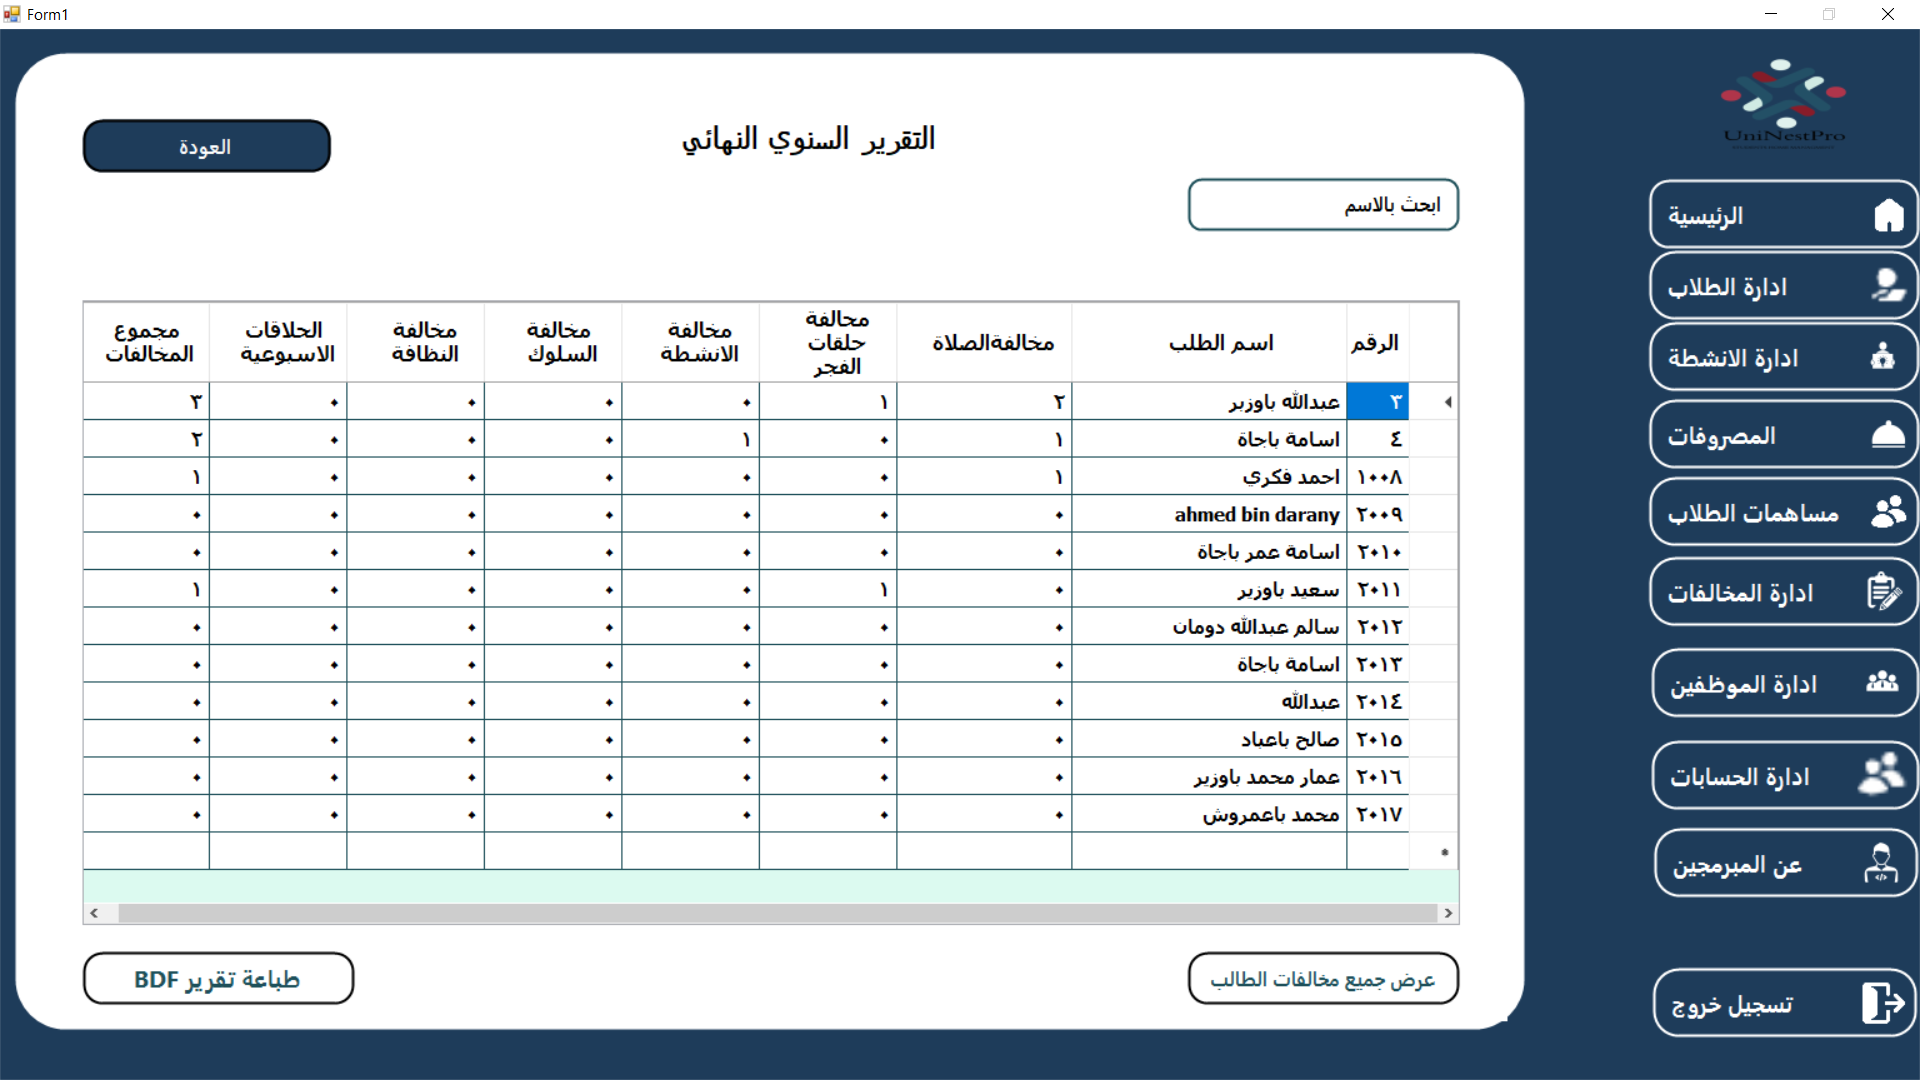 Form1
UniNestPro
التقرير السنوي النهائي
العودة
ابحث بالاسم
الرقم اسم الطلب مخالفةالصلاة مخالفة حلقات الفجر مخالفة الانشطة مخالفة السلوك مخالفة النظافة الحلاقات الاسبوعية مجموع المخالفات
٣ عبدالله باوزير ٢ ١ ٠ ٠ ٠ ٠ ٣
٤ اسامة باجاة ١ ٠ ١ ٠ ٠ ٠ ٢
١٠٠٨ احمد فكري ١ ٠ ٠ ٠ ٠ ٠ ١
٢٠٠٩ ahmed bin darany ٠ ٠ ٠ ٠ ٠ ٠ ٠
٢٠١٠ اسامة عمر باجاة ٠ ٠ ٠ ٠ ٠ ٠ ٠
٢٠١١ سعيد باوزير ٠ ١ ٠ ٠ ٠ ٠ ١
٢٠١٢ سالم عبدالله دومان ٠ ٠ ٠ ٠ ٠ ٠ ٠
٢٠١٣ اسامة باجاة ٠ ٠ ٠ ٠ ٠ ٠ ٠
٢٠١٤ عبدالله ٠ ٠ ٠ ٠ ٠ ٠ ٠
٢٠١٥ صالح باعباد ٠ ٠ ٠ ٠ ٠ ٠ ٠
٢٠١٦ عمار محمد باوزير ٠ ٠ ٠ ٠ ٠ ٠ ٠
٢٠١٧ محمد باعمروش ٠ ٠ ٠ ٠ ٠ ٠ ٠
عرض جميع مخالفات الطالب
طباعة تقرير BDF
الرئيسية
ادارة الطلاب
ادارة الانشطة
المصروفات
مساهمات الطلاب
ادارة المخالفات
ادارة الموظفين
ادارة الحسابات
عن المبرمجين
تسجيل خروج